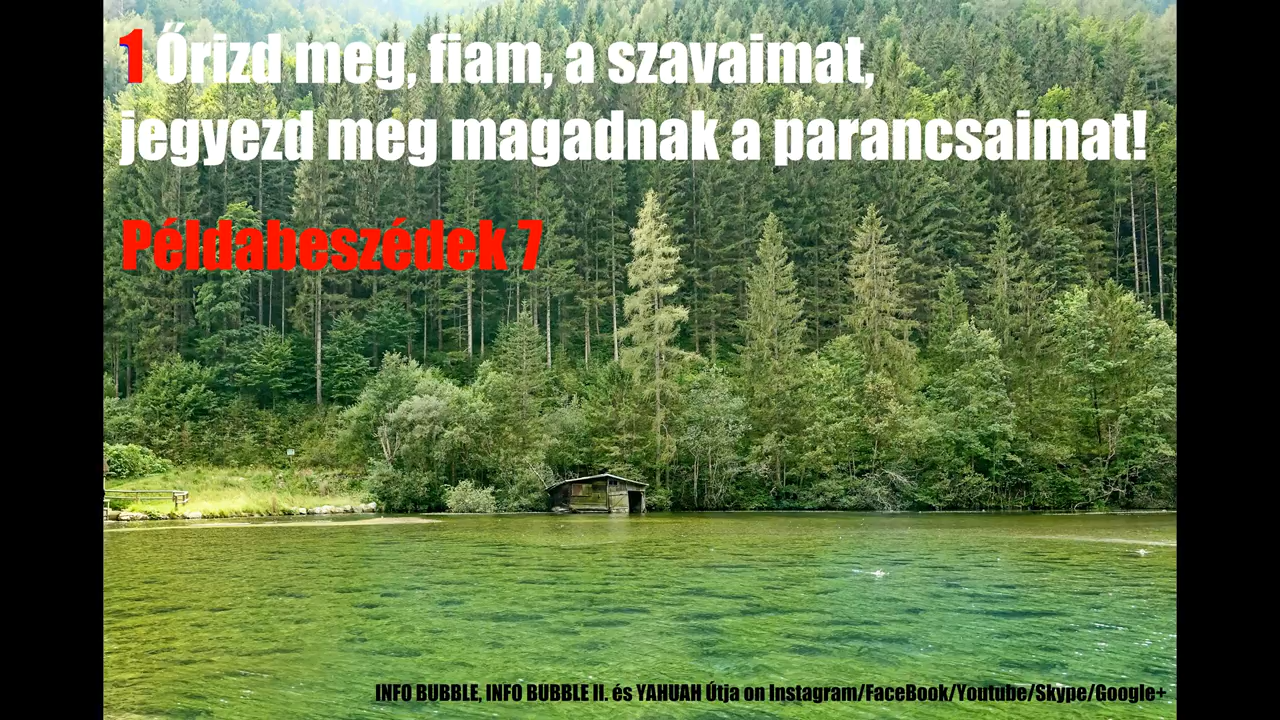 1 Őrizd meg, fiam, a szavaimat,
jegyezd meg magadnak a parancsaimat!
Példabeszédek 7
INFO BUBBLE, INFO BUBBLE II. és YAHUAH Útja on Instagram/FaceBook/Youtube/Skype/Google+